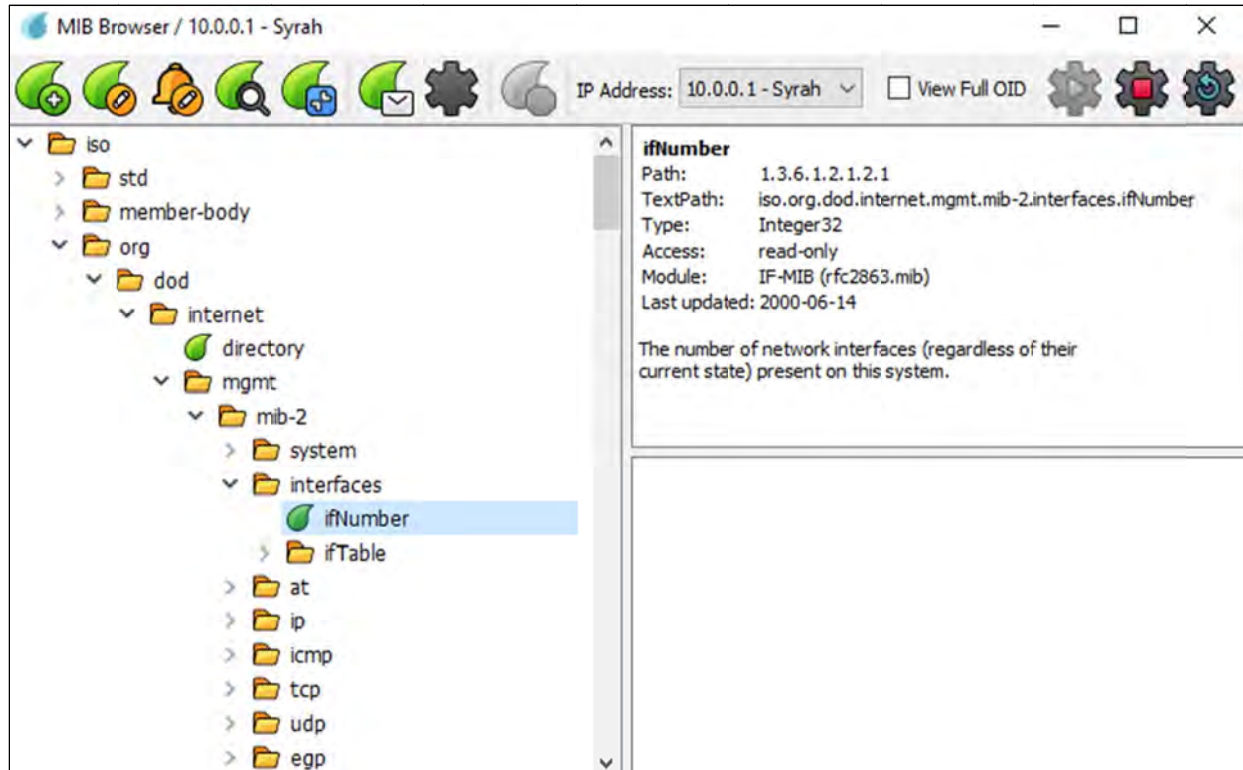 MIB Browser / 10.0.0.1 - Syrah
IP Address: 10.0.0.1 - Syrah View Full OID
iso
std
member-body
org
dod
internet
directory
mgmt
mib-2
system
interfaces
ifNumber
ifTable
at
ip
icmp
tcp
udp
egp
ifNumber
Path: 1.3.6.1.2.1.2.1
TextPath: iso.org.dod.internet.mgmt.mib-2.interfaces.ifNumber
Type: Integer32
Access: read-only
Module: IF-MIB (rfc2863.mib)
Last updated: 2000-06-14
The number of network interfaces (regardless of their
current state) present on this system.